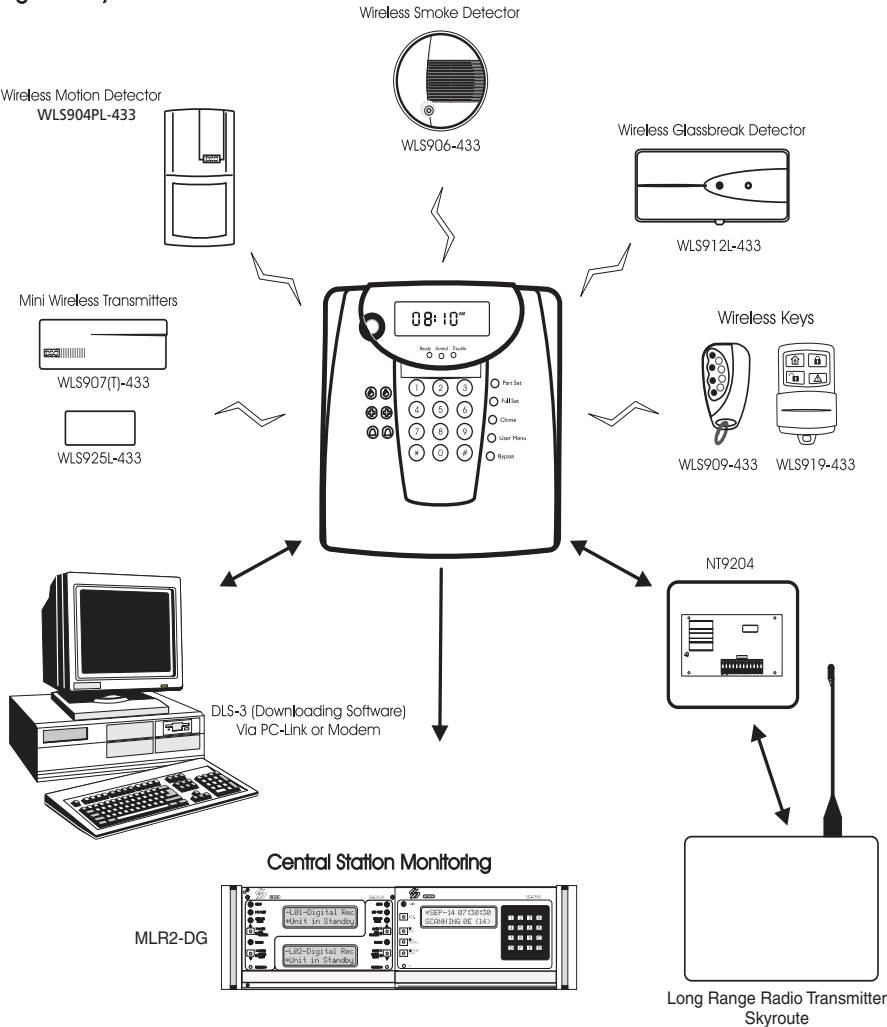 Wireless Smoke Detector
WLS906-433
Wireless Motion Detector
WLS904PL-433
Wireless Glassbreak Detector
WLS912L-433
Mini Wireless Transmitters
WLS907(T)-433
WLS925L-433
08:10 AM
Ready Armed Trouble
1 2 3
4 5 6
7 8 9
* 0 #
Part Set
Full Set
Chime
User Menu
Bypass
Wireless Keys
WLS909-433 WLS919-433
NT9204
DLS-3 (Downloading Software)
Via PC-Link or Modem
Central Station Monitoring
MLR2-DG
-L01-Digital Rec
*Unit in Standby
-L02-Digital Rec
*Unit in Standby
*SEP-14 07:30:30
SCANNING 0E (14)
Long Range Radio Transmitter
Skyroute